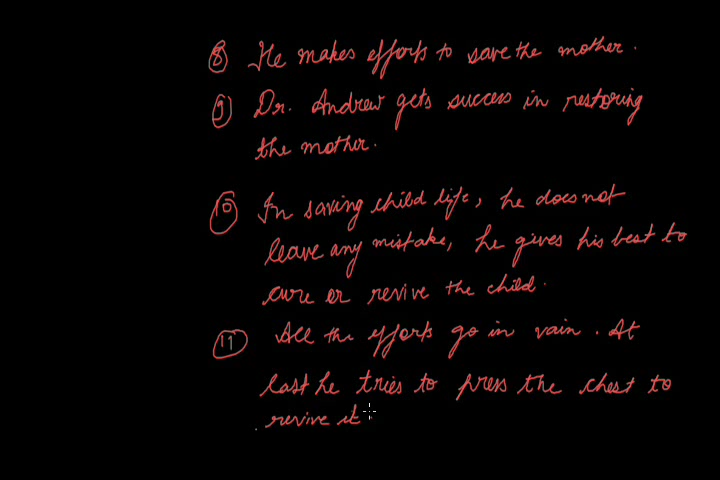 8 He makes efforts to save the mother.
9 Dr. Andrew gets success in restoring
the mother.
10 In saving child life, he does not
leave any mistake, he gives his best to
cure or revive the child.
11 All the efforts go in vain. At
last he tries to press the chest to
revive it